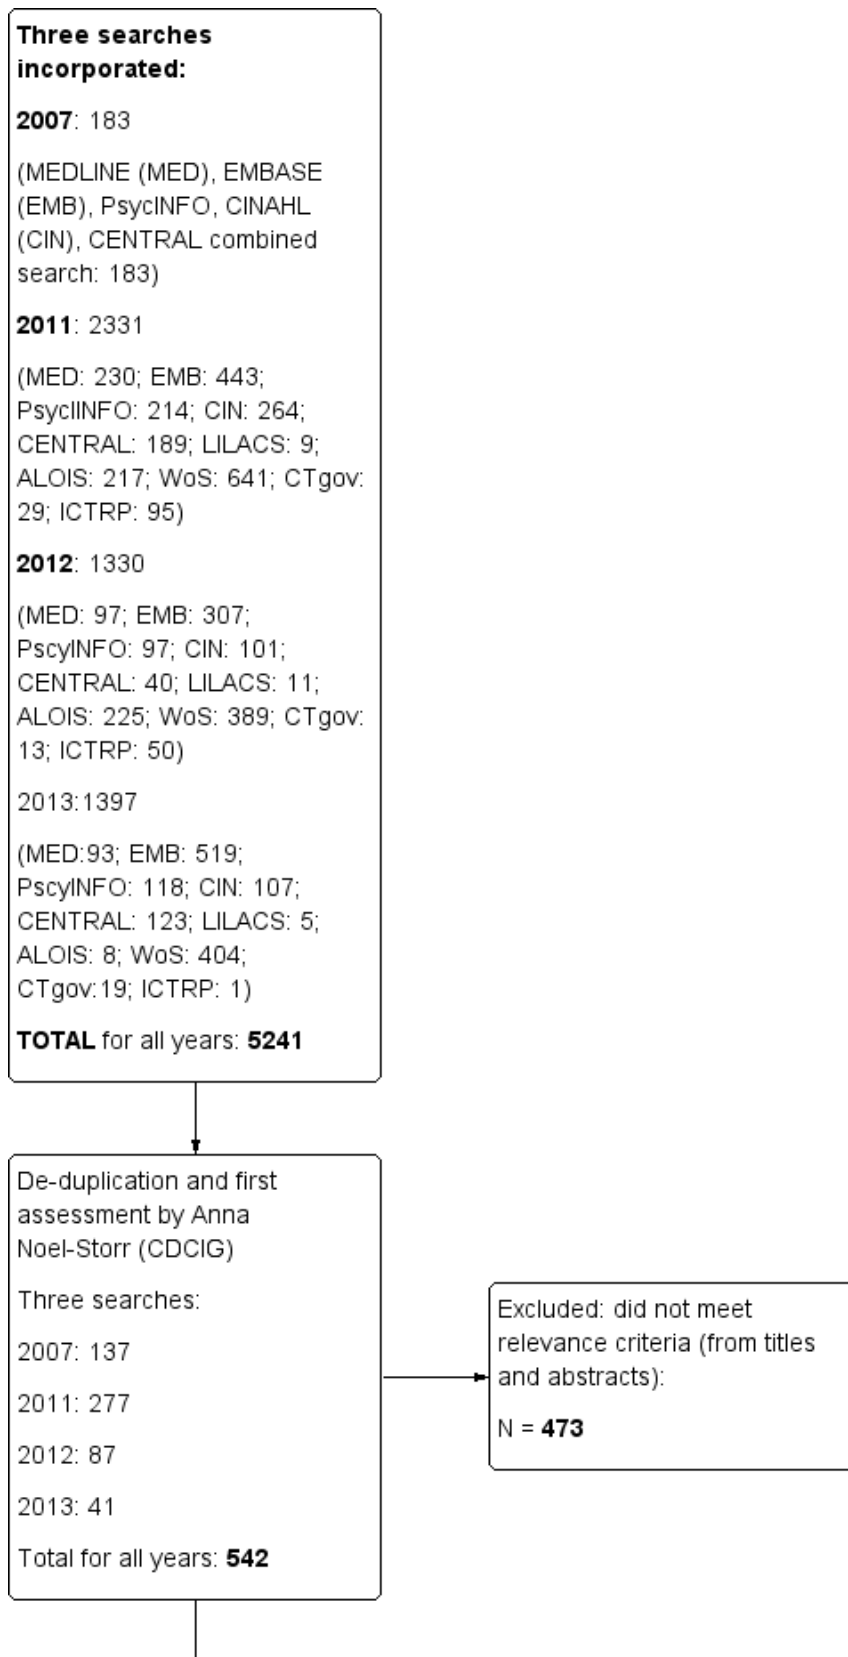 Three searches
incorporated:
2007: 183
(MEDLINE (MED), EMBASE
(EMB), PsycINFO, CINAHL
(CIN), CENTRAL combined
search: 183)
2011: 2331
(MED: 230; EMB: 443;
PsyclINFO: 214; CIN: 264;
CENTRAL: 189; LILACS: 9;
ALOIS: 217; WoS: 641; CTgov:
29; ICTRP: 95)
2012: 1330
(MED: 97; EMB: 307;
PscyINFO: 97; CIN: 101;
CENTRAL: 40; LILACS: 11;
ALOIS: 225; WoS: 389; CTgov:
13; ICTRP: 50)
2013:1397
(MED:93; EMB: 519;
PscyINFO: 118; CIN: 107;
CENTRAL: 123; LILACS: 5;
ALOIS: 8; WoS: 404;
CTgov:19; ICTRP: 1)
TOTAL for all years: 5241
De-duplication and first
assessment by Anna
Noel-Storr (CDCIG)
Three searches:
2007: 137
2011: 277
2012: 87
2013: 41
Total for all years: 542
Excluded: did not meet
relevance criteria (from titles
and abstracts):
N = 473